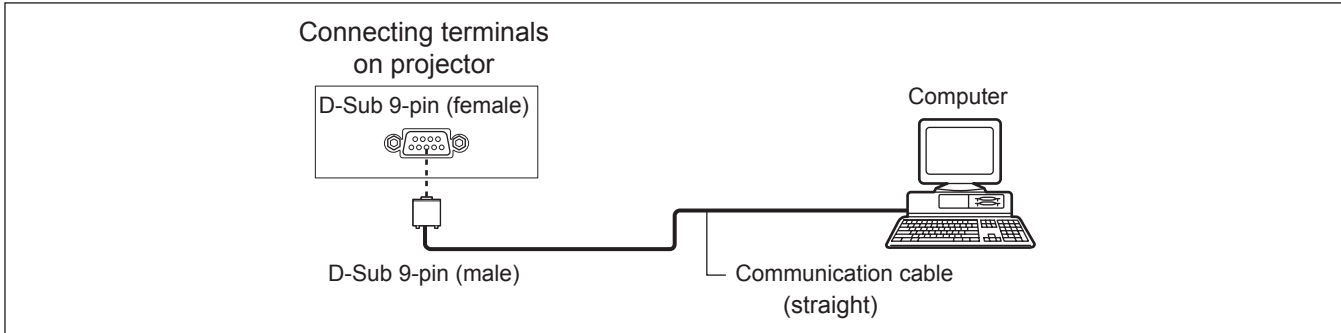 Connecting terminals
on projector
D-Sub 9-pin (female)
Computer
D-Sub 9-pin (male)
Communication cable
(straight)